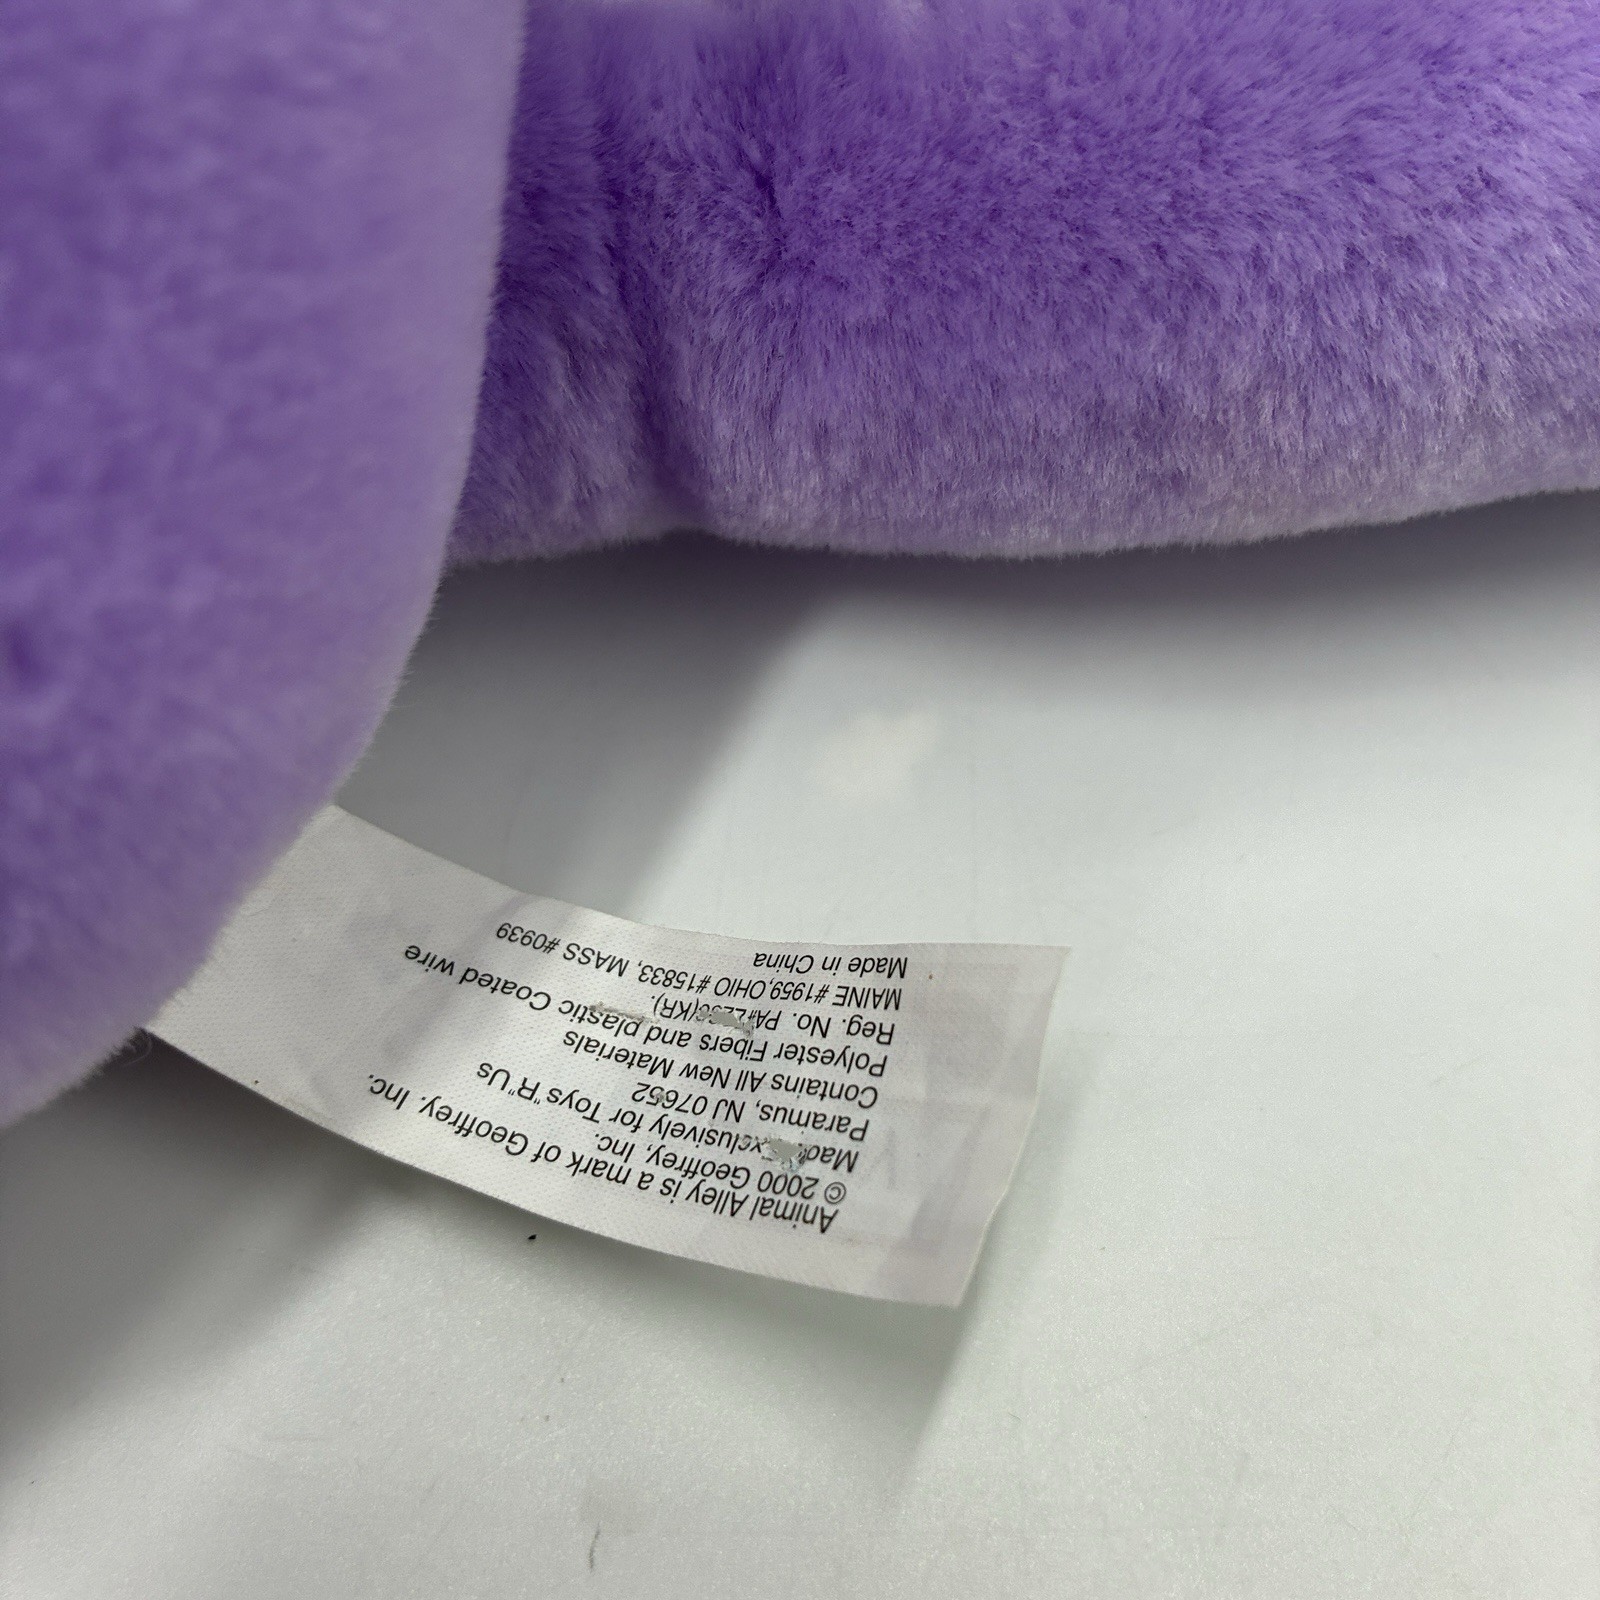 Animal Alley is a mark of Geoffrey, Inc.
© 2000 Geoffrey, Inc.
Exclusively for Toys"R"Us
Paramus, NJ 07652
Contains All New Materials
Polyester Fibers and plastic Coated wire
Reg. No. (KR).
MAINE #1959,OHIO #15833, MASS #0939
Made in China